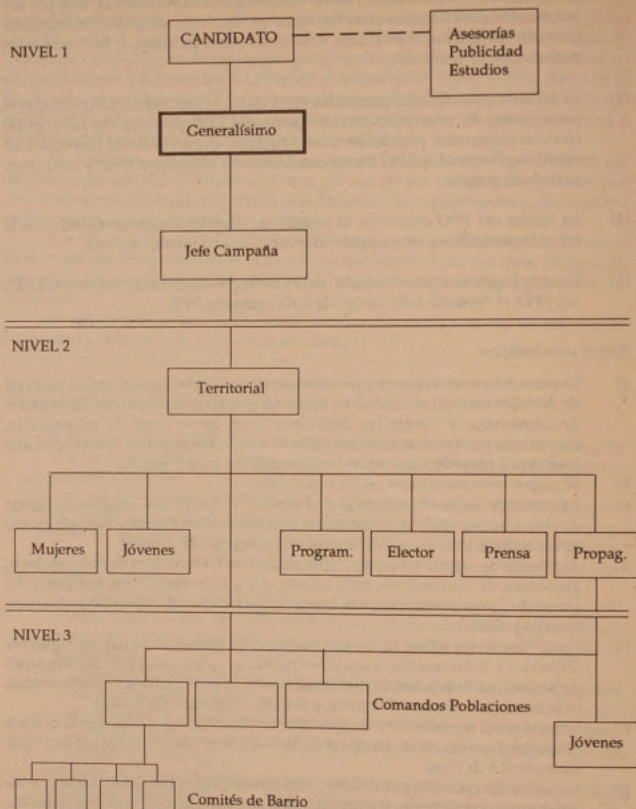 NIVEL 1
CANDIDATO
Asesorías
Publicidad
Estudios
Generalísimo
Jefe Campaña
NIVEL 2
Territorial
Mujeres
Jóvenes
Program.
Elector
Prensa
Propag.
NIVEL 3
Comandos Poblaciones
Jóvenes
Comités de Barrio